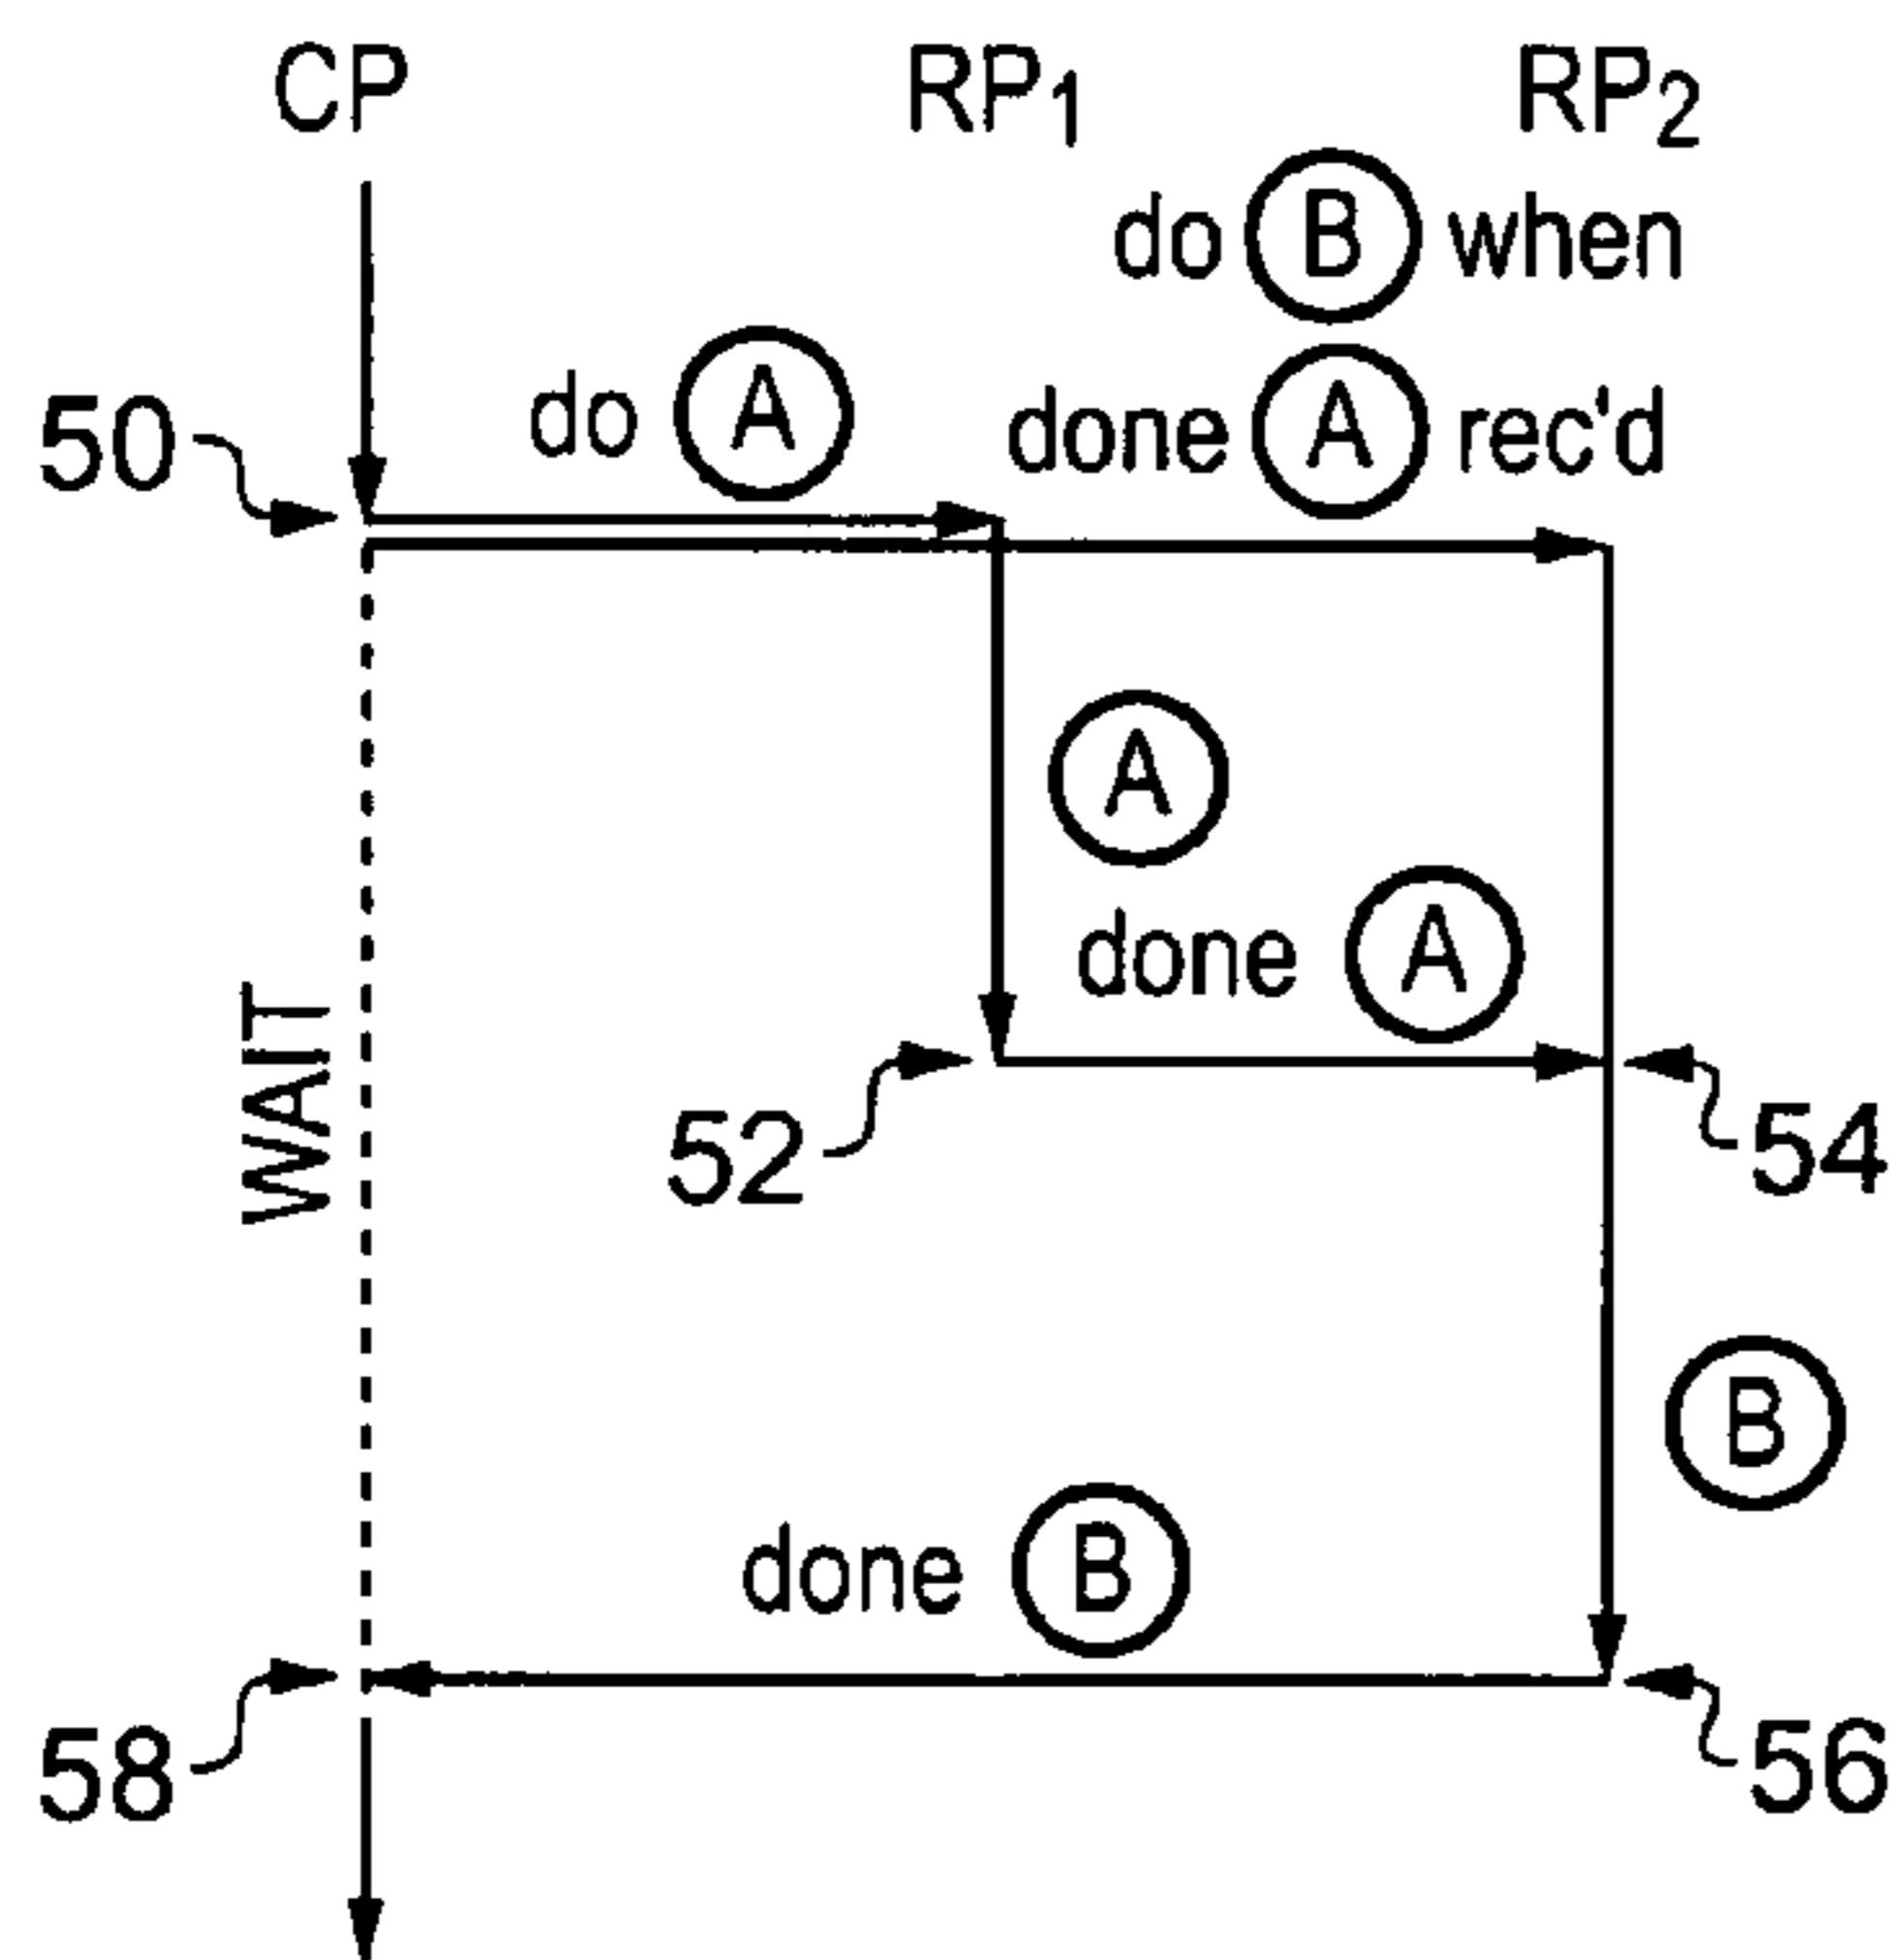 CP RP1 RP2
do B when
do A done A rec'd
50
A
done A
WAIT
52 54
B
done B
58 56